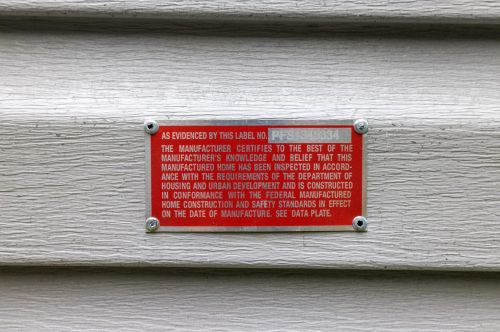 AS EVIDENCED BY THIS LABEL NO.
THE MANUFACTURER CERTIFIES TO THE BEST OF THE
MANUFACTURER'S KNOWLEDGE AND BELIEF THAT THIS
MANUFACTURED HOME HAS BEEN INSPECTED IN ACCORD-
ANCE WITH THE REQUIREMENTS OF THE DEPARTMENT OF
HOUSING AND URBAN DEVELOPMENT AND IS CONSTRUCTED
IN CONFORMANCE WITH THE FEDERAL MANUFACTURED
HOME CONSTRUCTION AND SAFETY STANDARDS IN EFFECT
ON THE DATE OF MANUFACTURE. SEE DATA PLATE.